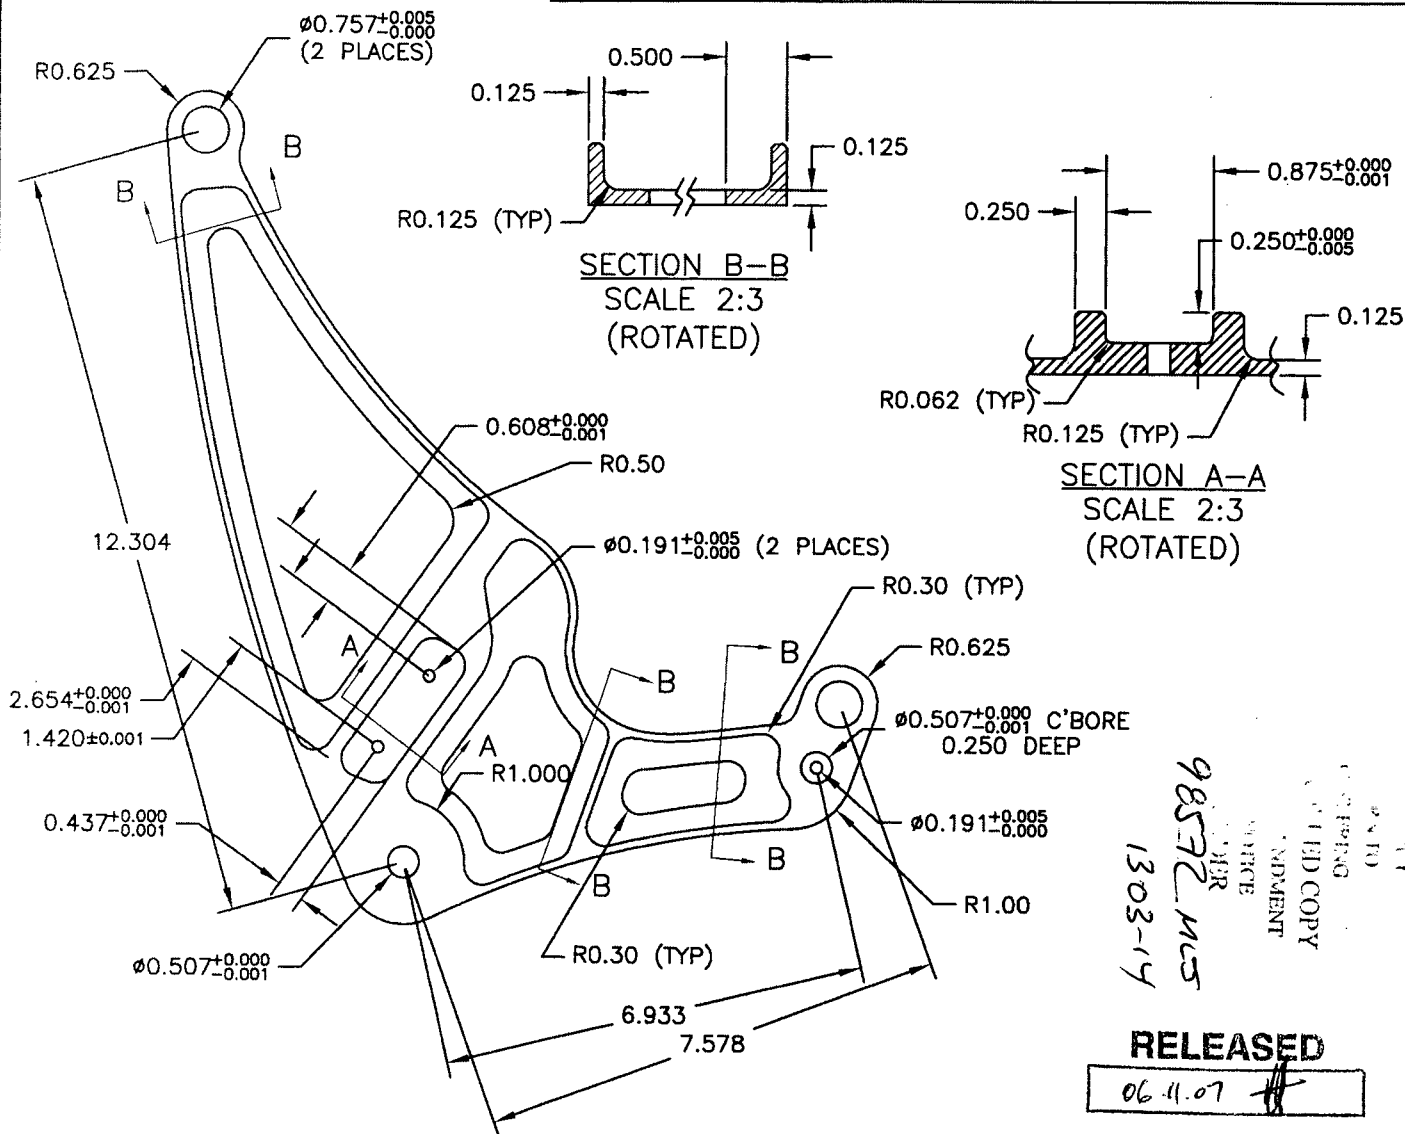 ø0.757+0.005 -0.000
(2 PLACES)
R0.625
B
B
0.500
0.125
0.125
R0.125 (TYP)
SECTION B-B
SCALE 2:3
(ROTATED)
0.875+0.000 -0.001
0.250
0.250+0.000 -0.005
0.125
R0.062 (TYP)
R0.125 (TYP)
SECTION A-A
SCALE 2:3
(ROTATED)
0.608+0.000 -0.001
R0.50
12.304
ø0.191+0.005 -0.000 (2 PLACES)
R0.30 (TYP)
A
B
B
R0.625
2.654+0.000 -0.001
1.420±0.001
ø0.507+0.000 -0.001 C'BORE
0.250 DEEP
A
R1.000
0.437+0.000 -0.001
ø0.191+0.005 -0.000
B
B
R1.00
ø0.507+0.000 -0.001
R0.30 (TYP)
6.933
7.578
COPY
1303-14
RELEASED
06.11.07